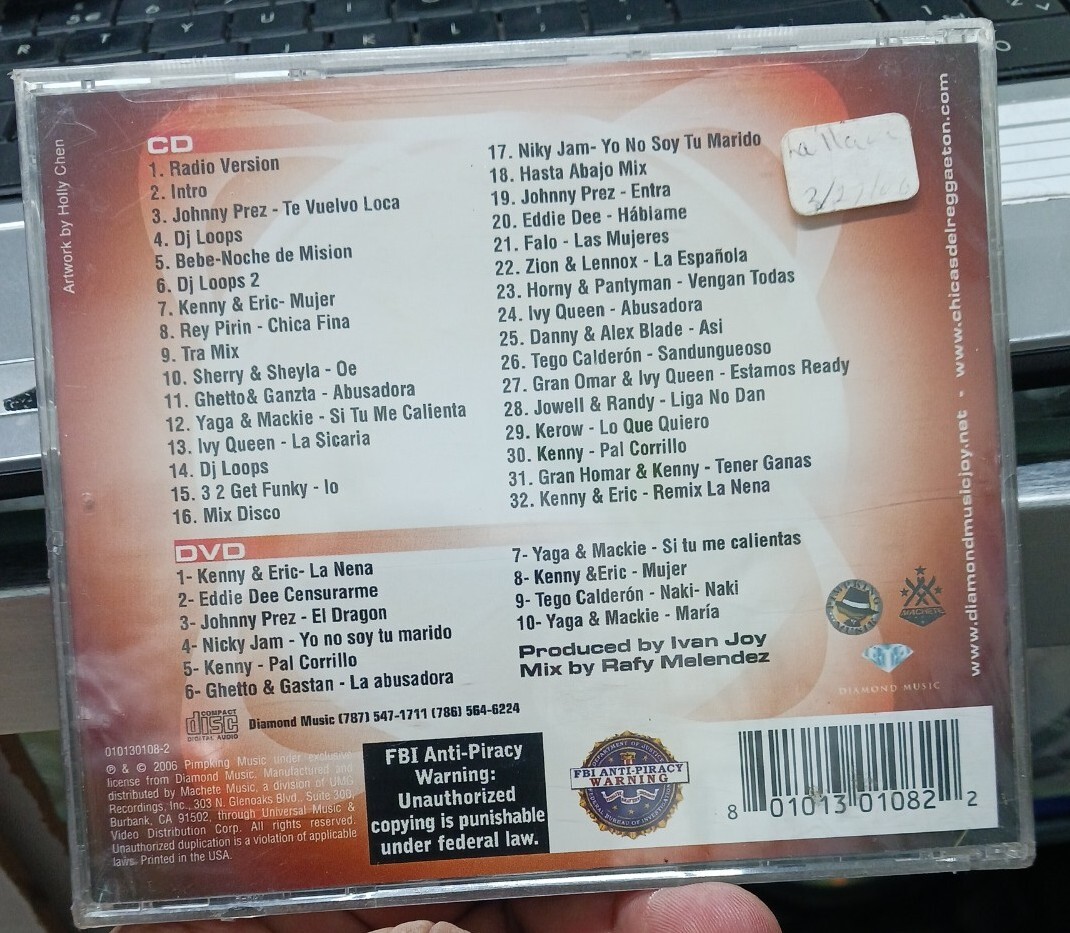 Artwork by Holly Chen
CD
1. Radio Version
2. Intro
3. Johnny Prez - Te Vuelvo Loca
4. Dj Loops
5. Bebe-Noche de Mision
6. Dj Loops 2
7. Kenny & Eric- Mujer
8. Rey Pirin - Chica Fina
9. Tra Mix
10. Sherry & Sheyla - Oe
11. Ghetto& Ganzta - Abusadora
12. Yaga & Mackie - Si Tu Me Calienta
13. Ivy Queen - La Sicaria
14. Dj Loops
15. 3 2 Get Funky - Io
16. Mix Disco
17. Niky Jam- Yo No Soy Tu Marido
18. Hasta Abajo Mix
19. Johnny Prez - Entra
20. Eddie Dee - Háblame
21. Falo - Las Mujeres
22. Zion & Lennox - La Española
23. Horny & Pantyman - Vengan Todas
24. Ivy Queen - Abusadora
25. Danny & Alex Blade - Asi
26. Tego Calderón - Sandungueoso
27. Gran Omar & Ivy Queen - Estamos Ready
28. Jowell & Randy - Liga No Dan
29. Kerow - Lo Que Quiero
30. Kenny - Pal Corrillo
31. Gran Homar & Kenny - Tener Ganas
32. Kenny & Eric - Remix La Nena
3/27/06
DVD
1- Kenny & Eric- La Nena
2- Eddie Dee Censurarme
3- Johnny Prez - El Dragon
4- Nicky Jam - Yo no soy tu marido
5- Kenny - Pal Corrillo
6- Ghetto & Gastan - La abusadora
7- Yaga & Mackie - Si tu me calientas
8- Kenny &Eric - Mujer
9- Tego Calderón - Naki- Naki
10- Yaga & Mackie - María
Produced by Ivan Joy
Mix by Rafy Melendez
MACHETE
DIAMOND MUSIC
www.diamondmusicjoy.net • www.chicasdelreggaeton.com
COMPACT
disc
DIGITAL AUDIO
Diamond Music (787) 547-1711 (786) 564-6224
010130108-2
℗ & © 2006 Pimpking Music under exclusive
license from Diamond Music. Manufactured and
distributed by Machete Music, a division of UMG
Recordings, Inc., 303 N. Glenoaks Blvd., Suite 300,
Burbank, CA 91502, through Universal Music &
Video Distribution Corp. All rights reserved.
Unauthorized duplication is a violation of applicable
laws. Printed in the USA.
FBI Anti-Piracy
Warning:
Unauthorized
copying is punishable
under federal law.
DEPARTMENT OF JUSTICE
FBI ANTI-PIRACY
WARNING
FEDERAL BUREAU OF INVESTIGATION
8 01013 01082 2